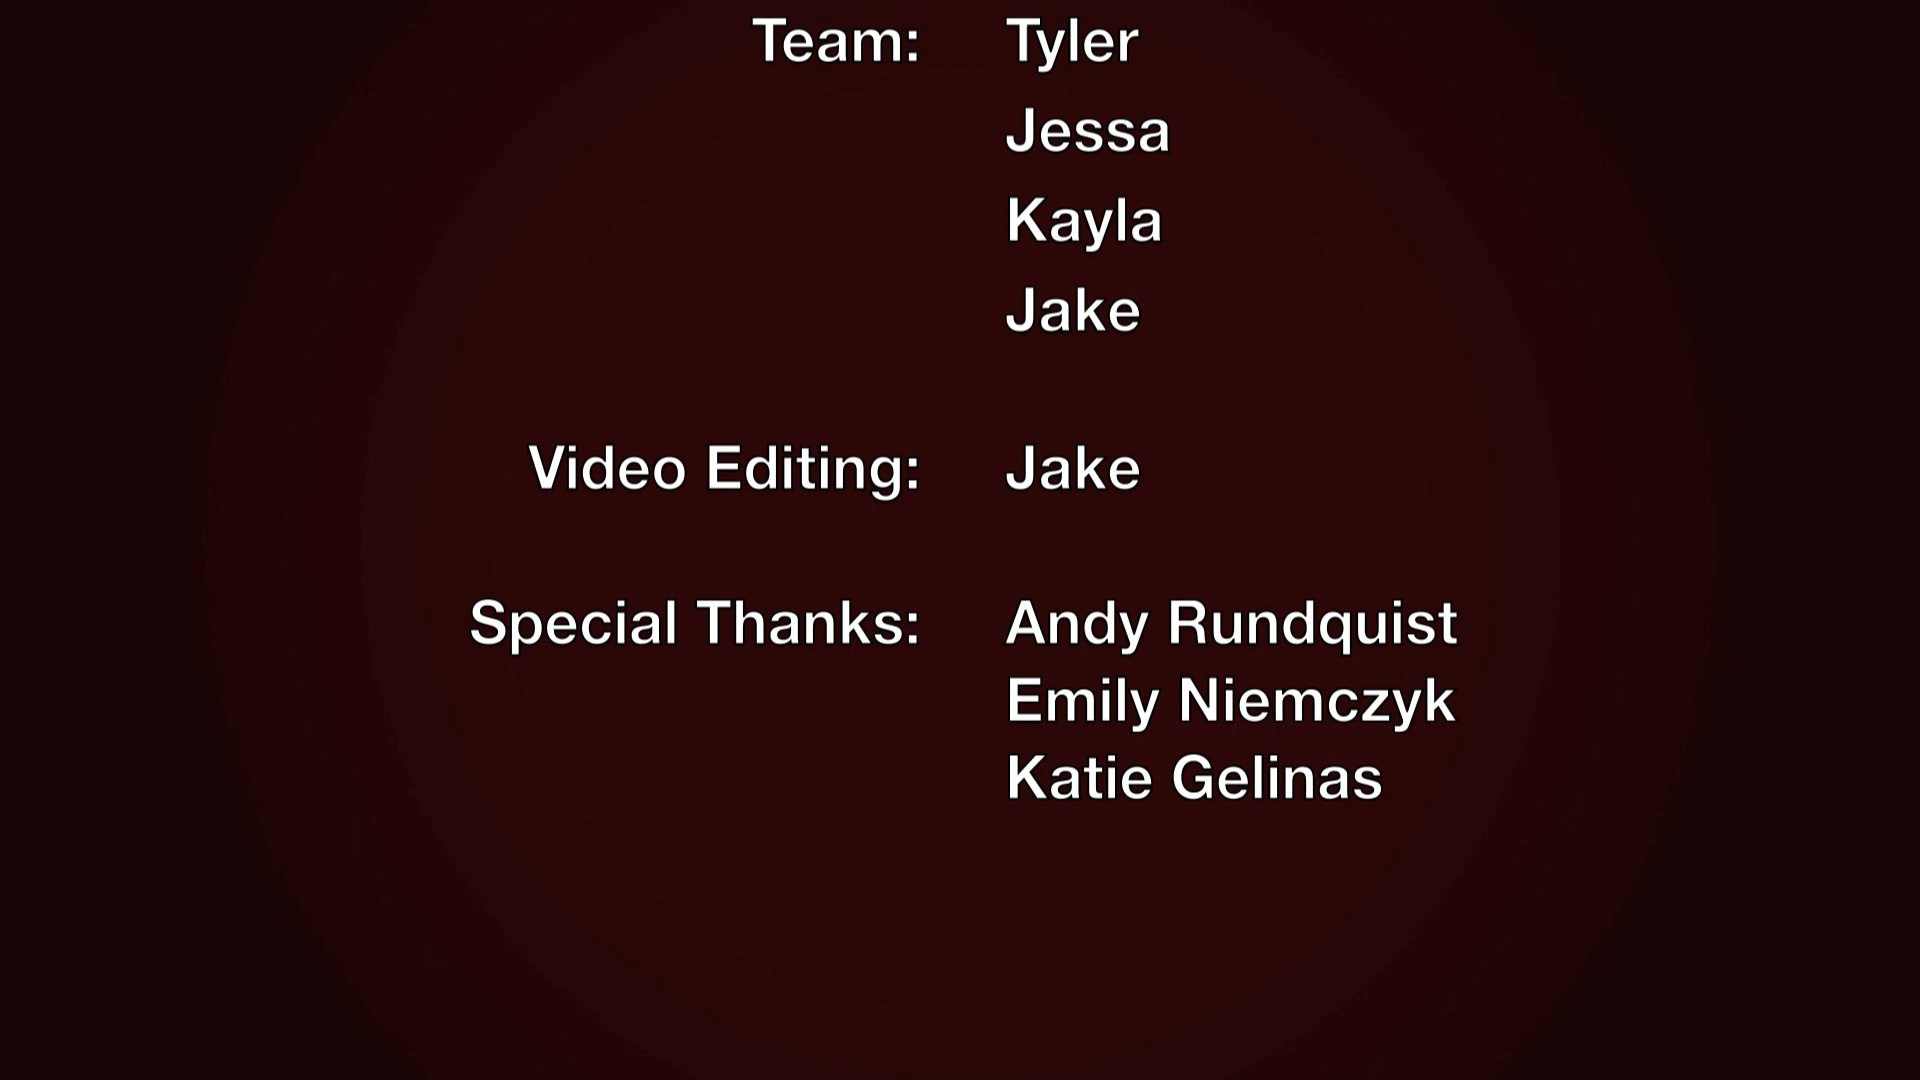 Team: Tyler
Jessa
Kayla
Jake
Video Editing: Jake
Special Thanks: Andy Rundquist
Emily Niemczyk
Katie Gelinas